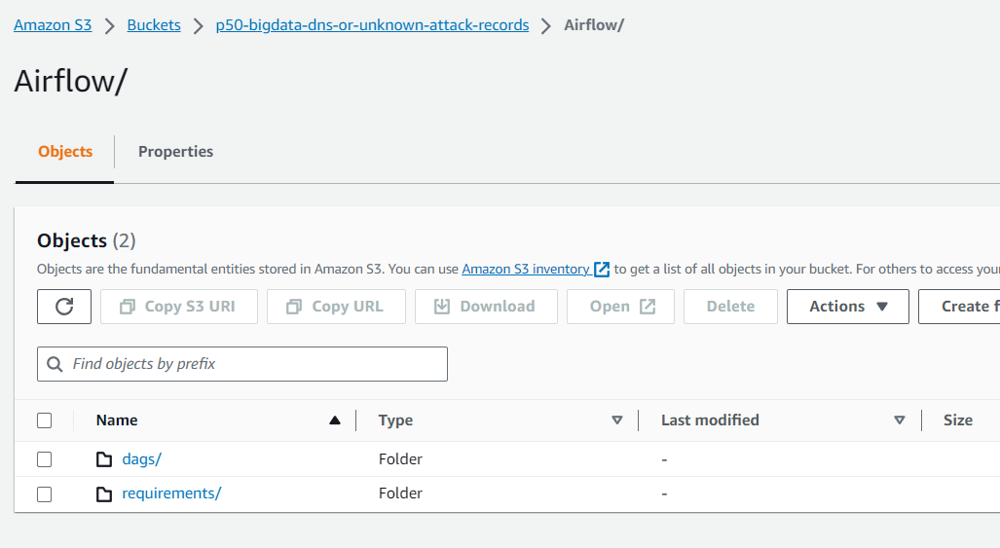 Amazon S3 > Buckets > p50-bigdata-dns-or-unknown-attack-records > Airflow/
Airflow/
Objects Properties
Objects (2)
Objects are the fundamental entities stored in Amazon S3. You can use Amazon S3 inventory to get a list of all objects in your bucket. For others to access your
Copy S3 URI Copy URL Download Open Delete Actions Create f
Find objects by prefix
Name Type Last modified Size
dags/ Folder -
requirements/ Folder -